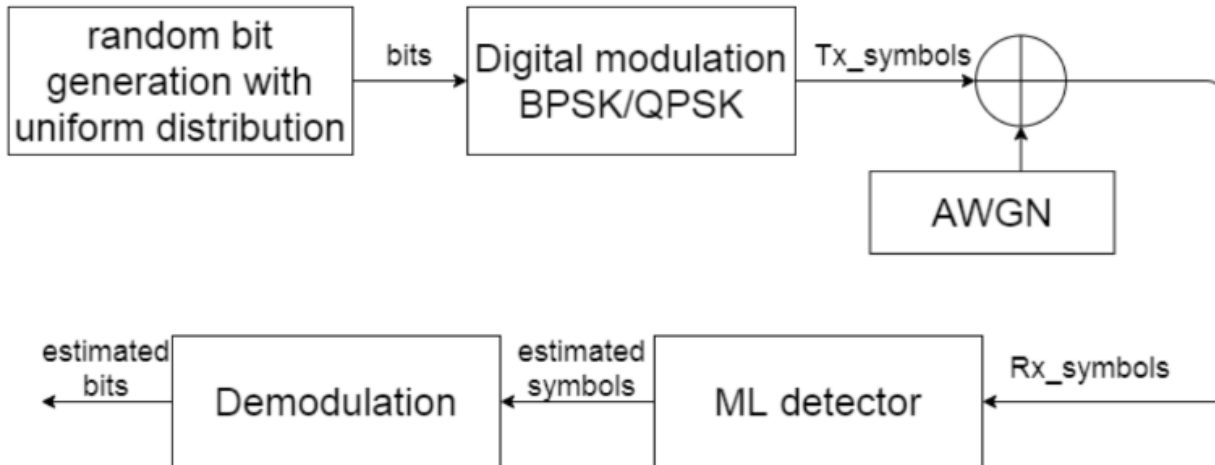 random bit
generation with
uniform distribution
bits
Digital modulation
BPSK/QPSK
Tx_symbols
AWGN
estimated
bits
Demodulation
estimated
symbols
ML detector
Rx_symbols